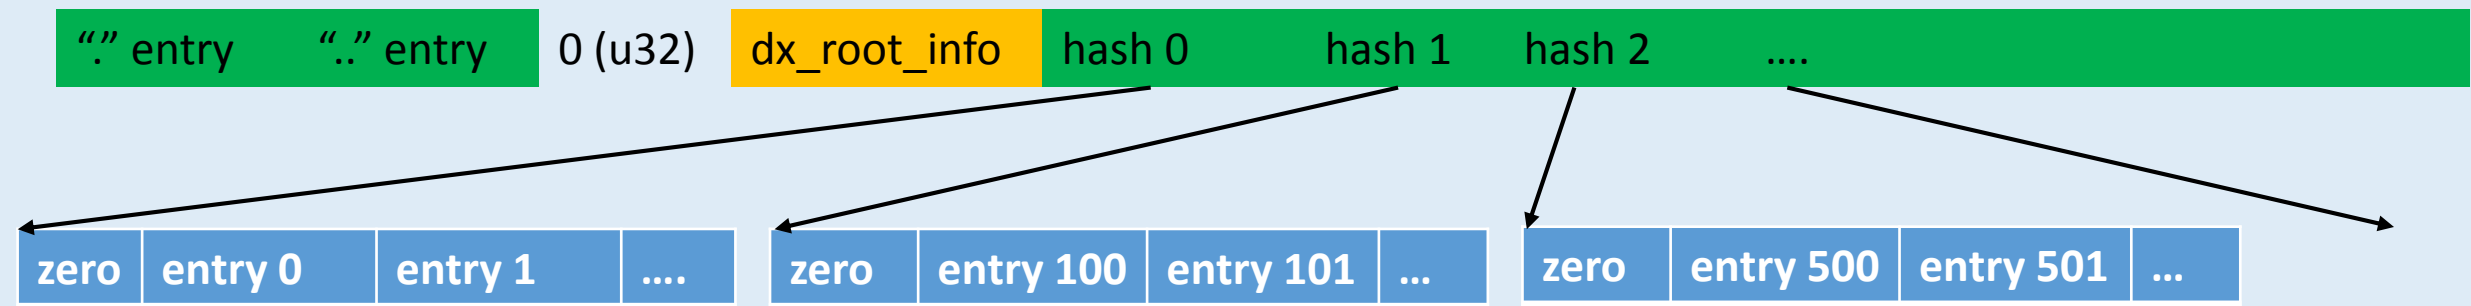 “.” entry “..” entry 0 (u32) dx_root_info hash 0 hash 1 hash 2 ....
zero entry 0 entry 1 .... zero entry 100 entry 101 ... zero entry 500 entry 501 ...